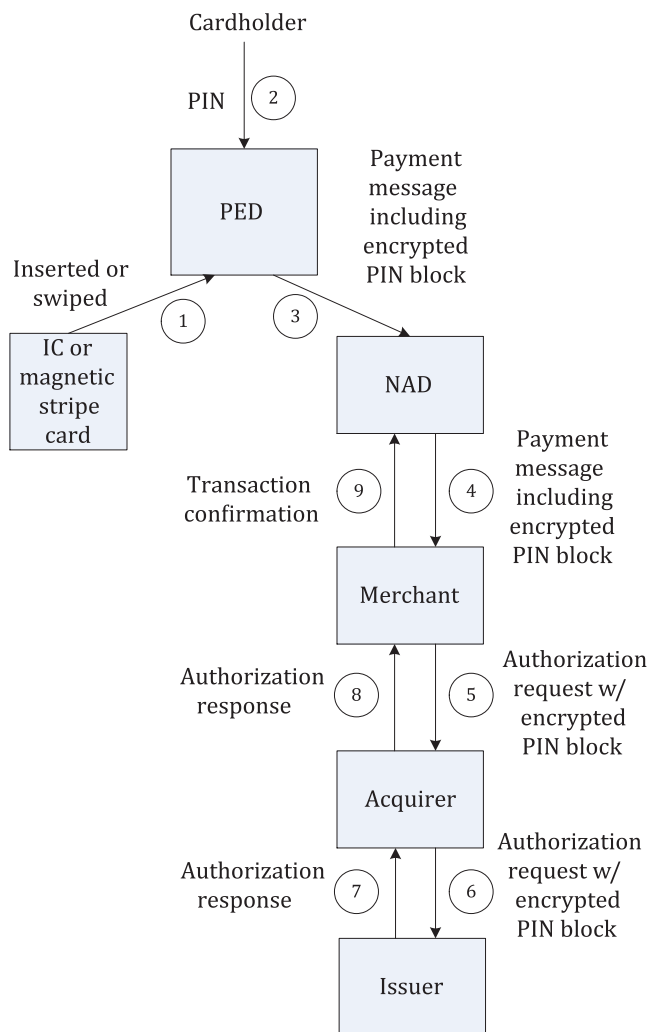 Cardholder
PIN
2
PED
Payment
message
including
encrypted
PIN block
Inserted or
swiped
1
3
IC or
magnetic
stripe
card
NAD
Transaction
confirmation
9
4
Payment
message
including
encrypted
PIN block
Merchant
Authorization
response
8
5
Authorization
request w/
encrypted
PIN block
Acquirer
Authorization
response
7
6
Authorization
request w/
encrypted
PIN block
Issuer